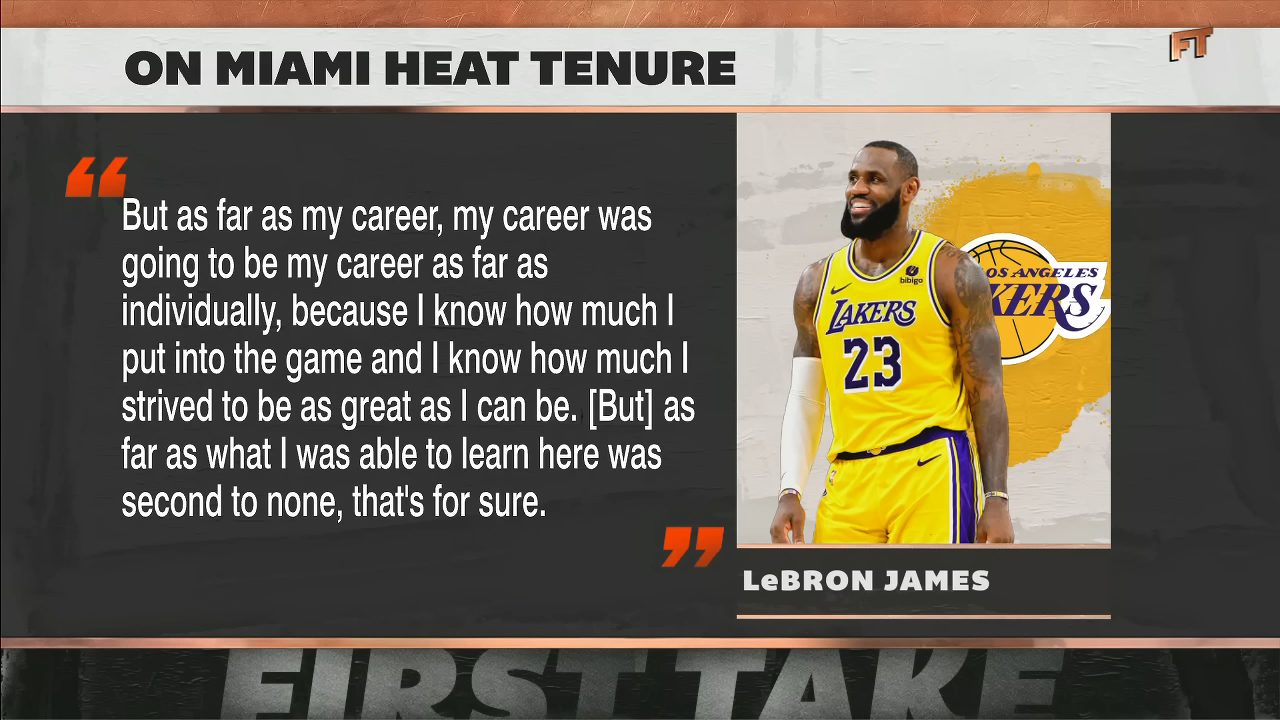 ON MIAMI HEAT TENURE
FT
“
But as far as my career, my career was
going to be my career as far as
individually, because I know how much I
put into the game and I know how much I
strived to be as great as I can be. [But] as
far as what I was able to learn here was
second to none, that's for sure.
”
bibigo
LAKERS
23
LOS ANGELES
LAKERS
LeBRON JAMES
FIRST TAKE